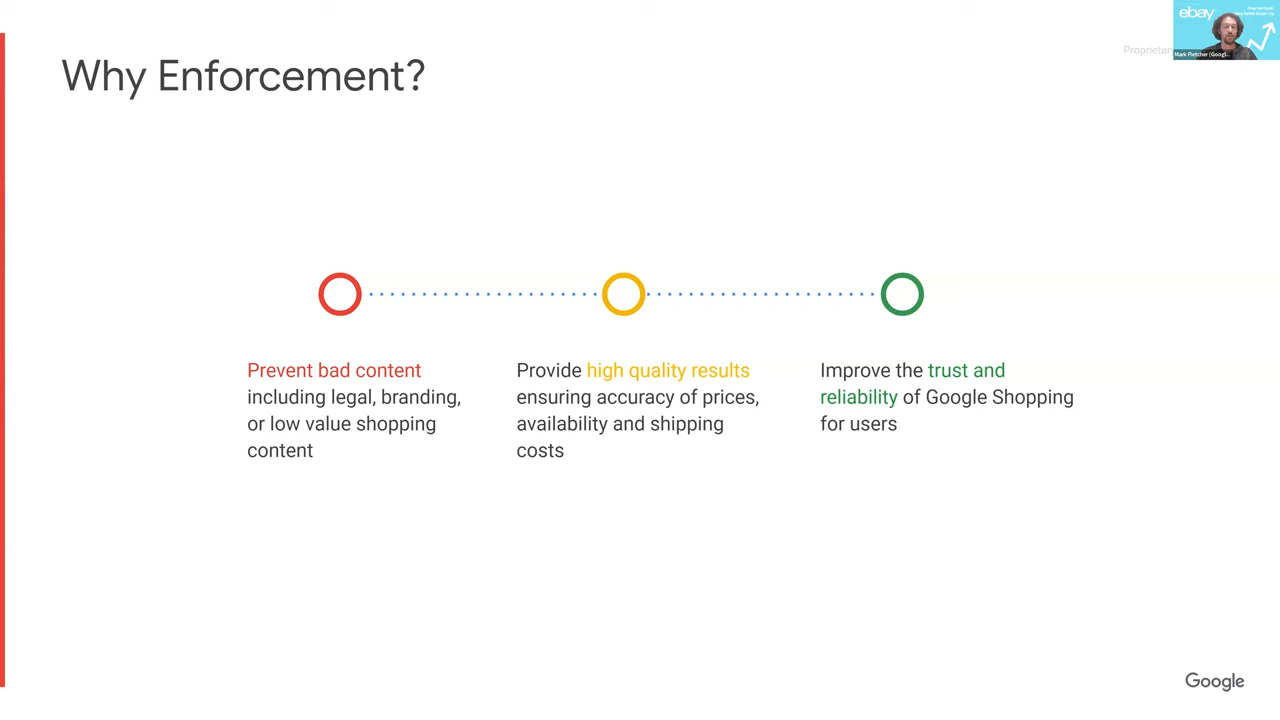 ebay
Proprietar
Mark Fletcher (Googl...
Why Enforcement?
Prevent bad content
including legal, branding,
or low value shopping
content
Provide high quality results
ensuring accuracy of prices,
availability and shipping
costs
Improve the trust and
reliability of Google Shopping
for users
Google